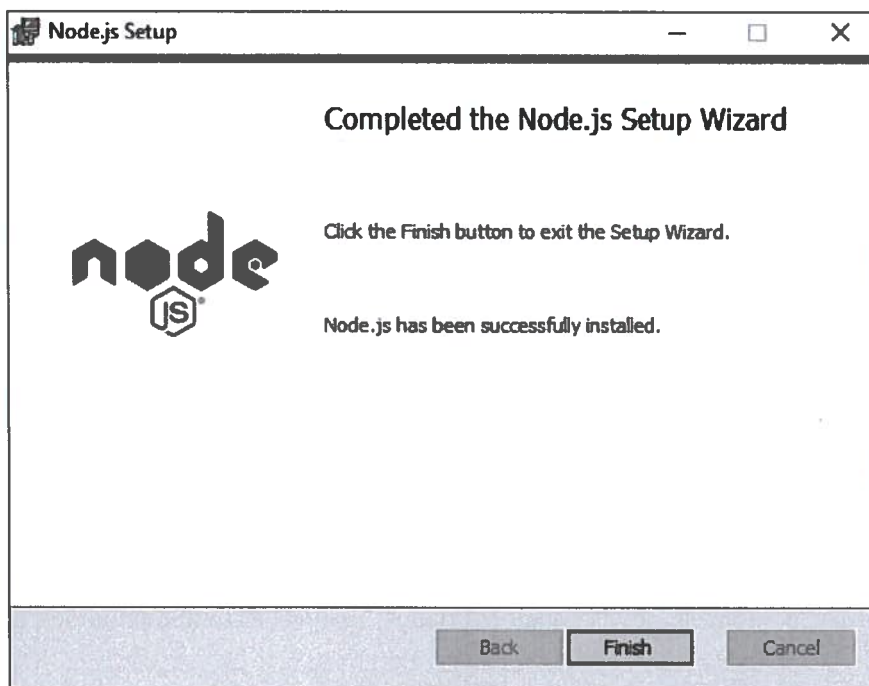 Node.js Setup
Completed the Node.js Setup Wizard
Click the Finish button to exit the Setup Wizard.
node
JS
Node.js has been successfully installed.
Back
Finish
Cancel